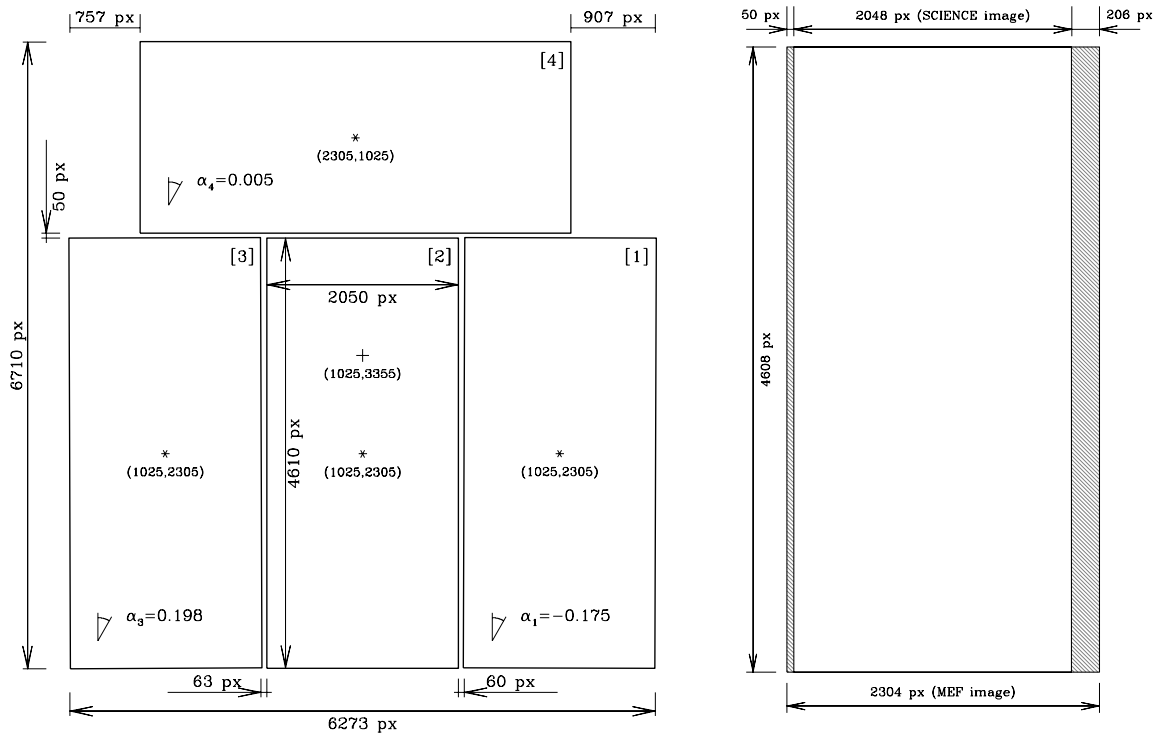 757 px
907 px
[4]
*
(2305,1025)
α₄=0.005
50 px
6710 px
[3]
[2]
[1]
2050 px
+
(1025,3355)
4610 px
*
(1025,2305)
*
(1025,2305)
*
(1025,2305)
α₃=0.198
α₁=−0.175
63 px
60 px
6273 px
50 px
2048 px (SCIENCE image)
206 px
4608 px
2304 px (MEF image)